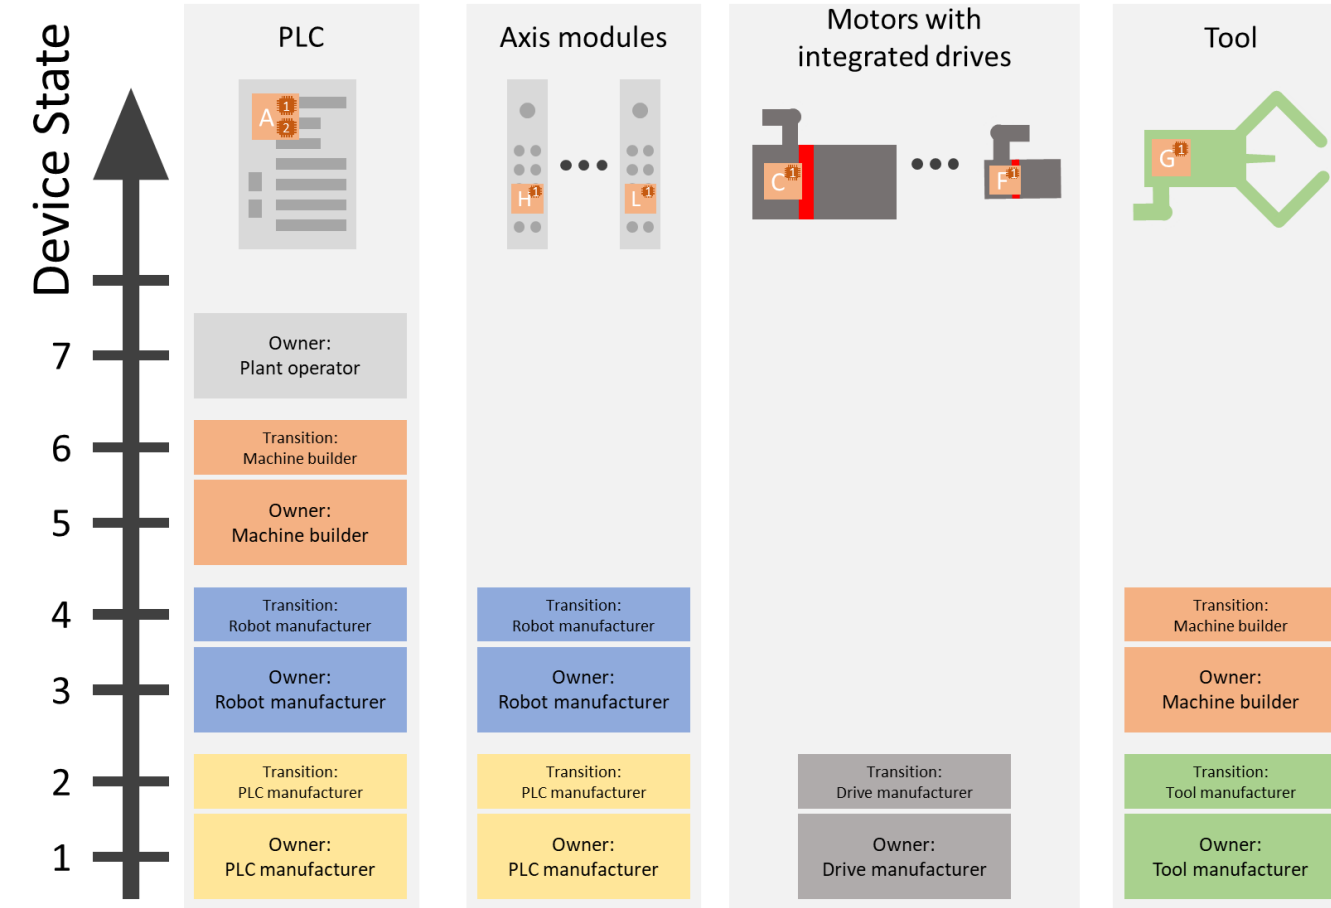 Device State
PLC
Axis modules
Motors with
integrated drives
Tool
A
1
2
H
1
L
1
C
1
F
1
G
1
7
Owner:
Plant operator
6
Transition:
Machine builder
5
Owner:
Machine builder
4
Transition:
Robot manufacturer
Transition:
Robot manufacturer
Transition:
Machine builder
3
Owner:
Robot manufacturer
Owner:
Robot manufacturer
Owner:
Machine builder
2
Transition:
PLC manufacturer
Transition:
PLC manufacturer
Transition:
Drive manufacturer
Transition:
Tool manufacturer
1
Owner:
PLC manufacturer
Owner:
PLC manufacturer
Owner:
Drive manufacturer
Owner:
Tool manufacturer